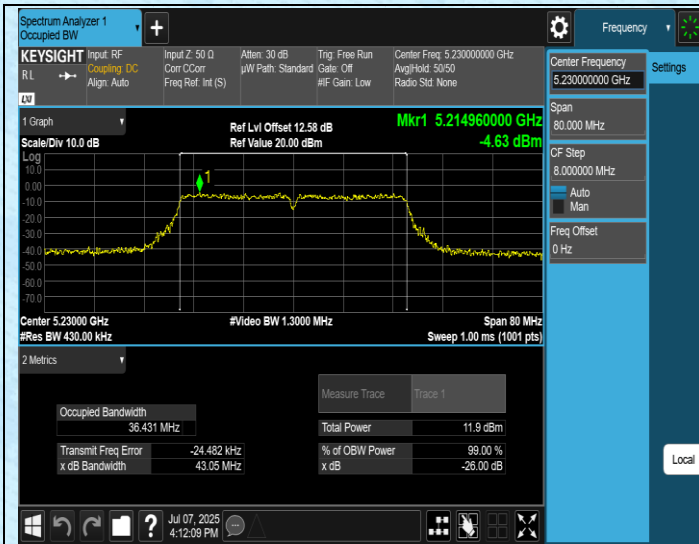 Spectrum Analyzer 1
Occupied BW
Frequency
KEYSIGHT
Input: RF
Coupling: DC
Align: Auto
Input Z: 50 Ω
Corr CCorr
Freq Ref: Int (S)
Atten: 30 dB
µW Path: Standard
Trig: Free Run
Gate: Off
#IF Gain: Low
Center Freq: 5.230000000 GHz
Avg|Hold: 50/50
Radio Std: None
R L
LXI
Center Frequency
5.230000000 GHz
Settings
Span
80.000 MHz
CF Step
8.000000 MHz
Auto
Man
Freq Offset
0 Hz
1 Graph
Scale/Div 10.0 dB
Ref Lvl Offset 12.58 dB
Ref Value 20.00 dBm
Mkr1 5.214960000 GHz
-4.63 dBm
Log
10.0
0.00
-10.0
-20.0
-30.0
-40.0
-50.0
-60.0
-70.0
1
Center 5.23000 GHz
#Video BW 1.3000 MHz
Span 80 MHz
#Res BW 430.00 kHz
Sweep 1.00 ms (1001 pts)
2 Metrics
Measure Trace
Trace 1
Occupied Bandwidth
36.431 MHz
Total Power
11.9 dBm
Transmit Freq Error
-24.482 kHz
% of OBW Power
99.00 %
x dB Bandwidth
43.05 MHz
x dB
-26.00 dB
Local
?
Jul 07, 2025
4:12:09 PM